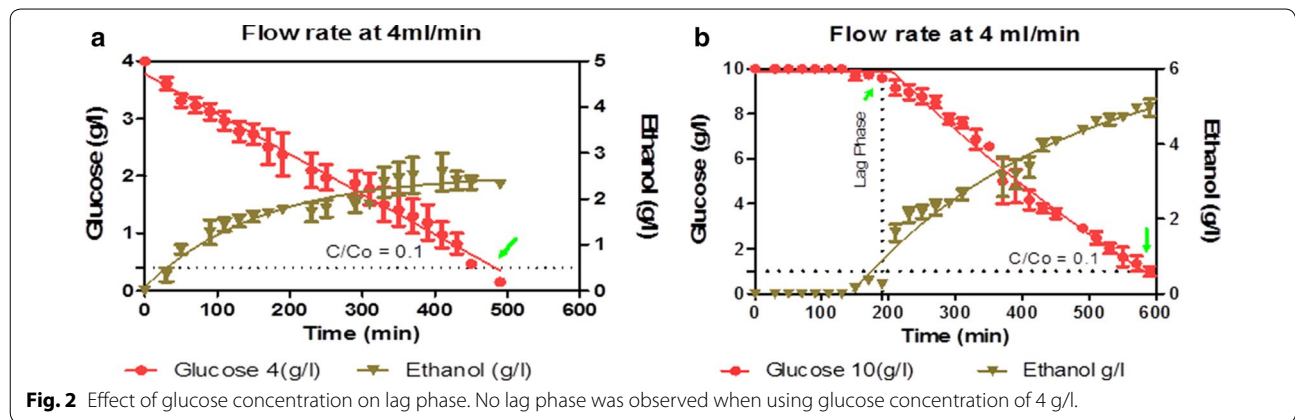 a
Flow rate at 4ml/min
Glucose (g/l)
4
3
2
1
0
5
4
3
2
1
0
Ethanol (g/l)
C/Co = 0.1
0 100 200 300 400 500 600
Time (min)
Glucose 4(g/l) Ethanol (g/l)
b
Flow rate at 4 ml/min
Glucose (g/l)
10
8
6
4
2
0
6
4
2
0
Ethanol (g/l)
Lag Phase
C/Co = 0.1
0 100 200 300 400 500 600
Time (min)
Glucose 10(g/l) Ethanol g/l
Fig. 2 Effect of glucose concentration on lag phase. No lag phase was observed when using glucose concentration of 4 g/l.